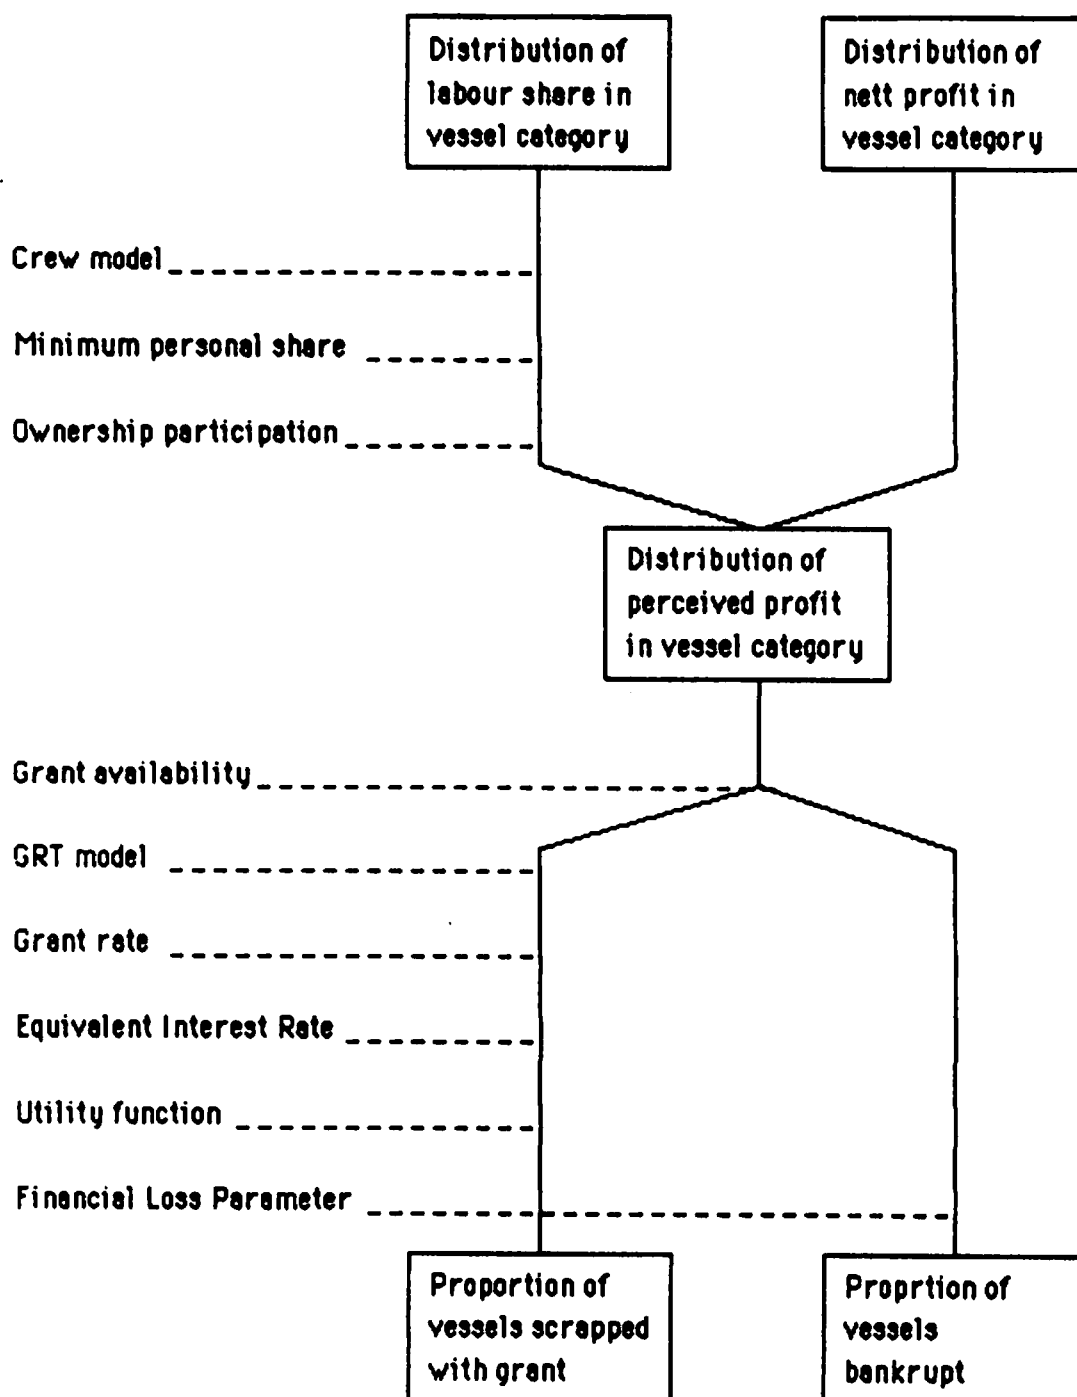 Distribution of
labour share in
vessel category
Distribution of
nett profit in
vessel category
Crew model
Minimum personal share
Ownership participation
Distribution of
perceived profit
in vessel category
Grant availability
GRT model
Grant rate
Equivalent Interest Rate
Utility function
Financial Loss Parameter
Proportion of
vessels scrapped
with grant
Proprtion of
vessels
bankrupt